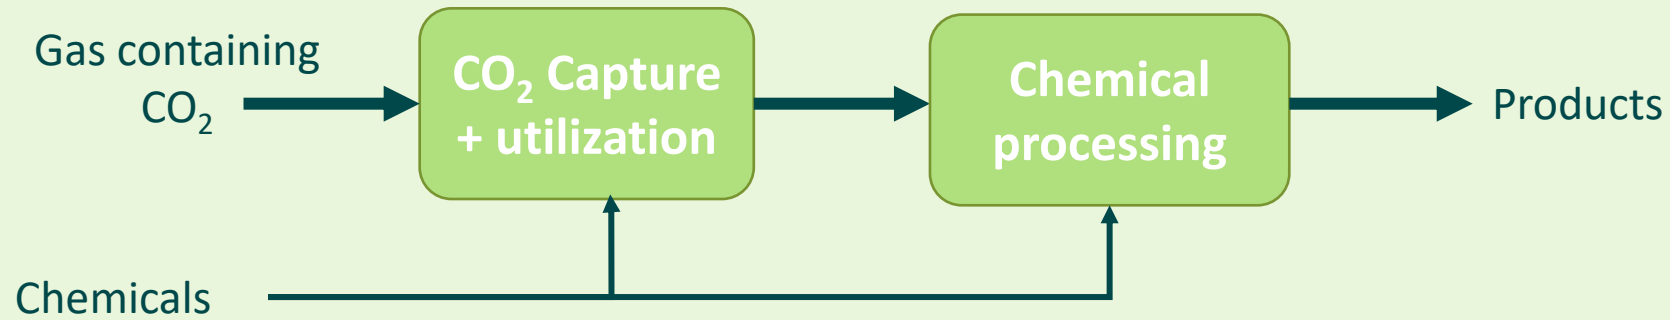 Gas containing
CO₂
CO₂ Capture
+ utilization
Chemical
processing
Products
Chemicals